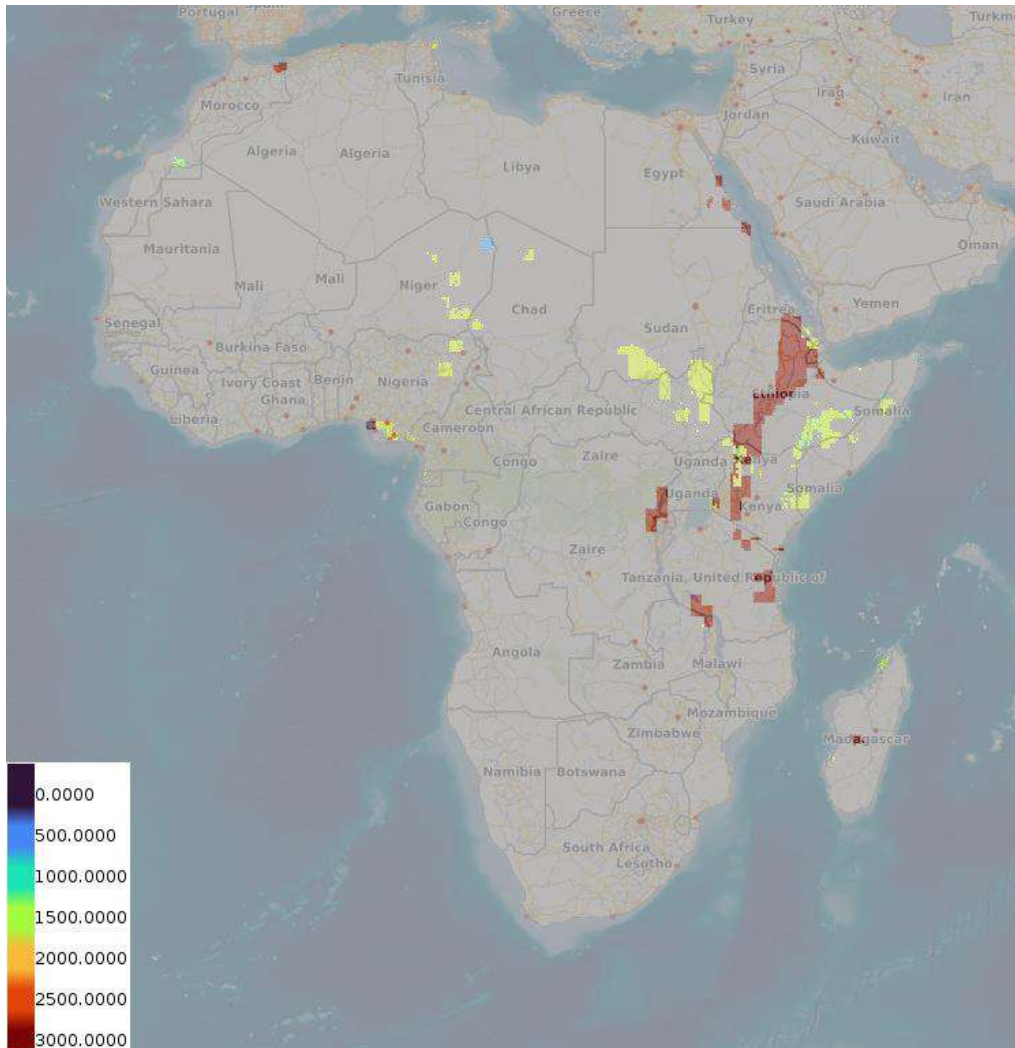 Portugal
Spain
Greece
Turkey
Turkm
Tunisia
Syria
Iraq
Iran
Morocco
Jordan
Kuwait
Algeria
Algeria
Libya
Egypt
Western Sahara
Saudi Arabia
Mauritania
Oman
Mali
Mali
Niger
Chad
Yemen
Senegal
Sudan
Eritrea
Burkina Faso
Guinea
Ivory Coast
Benin
Nigeria
Ghana
Ethiopia
Liberia
Central African Republic
Somalia
Cameroon
Congo
Zaire
Uganda
Kenya
Gabon
Uganda
Somalia
Congo
Kenya
Zaire
Tanzania, United Republic of
Angola
Zambia
Malawi
Mozambique
Zimbabwe
Madagascar
Namibia
Botswana
South Africa
Lesotho
0.0000
500.0000
1000.0000
1500.0000
2000.0000
2500.0000
3000.0000